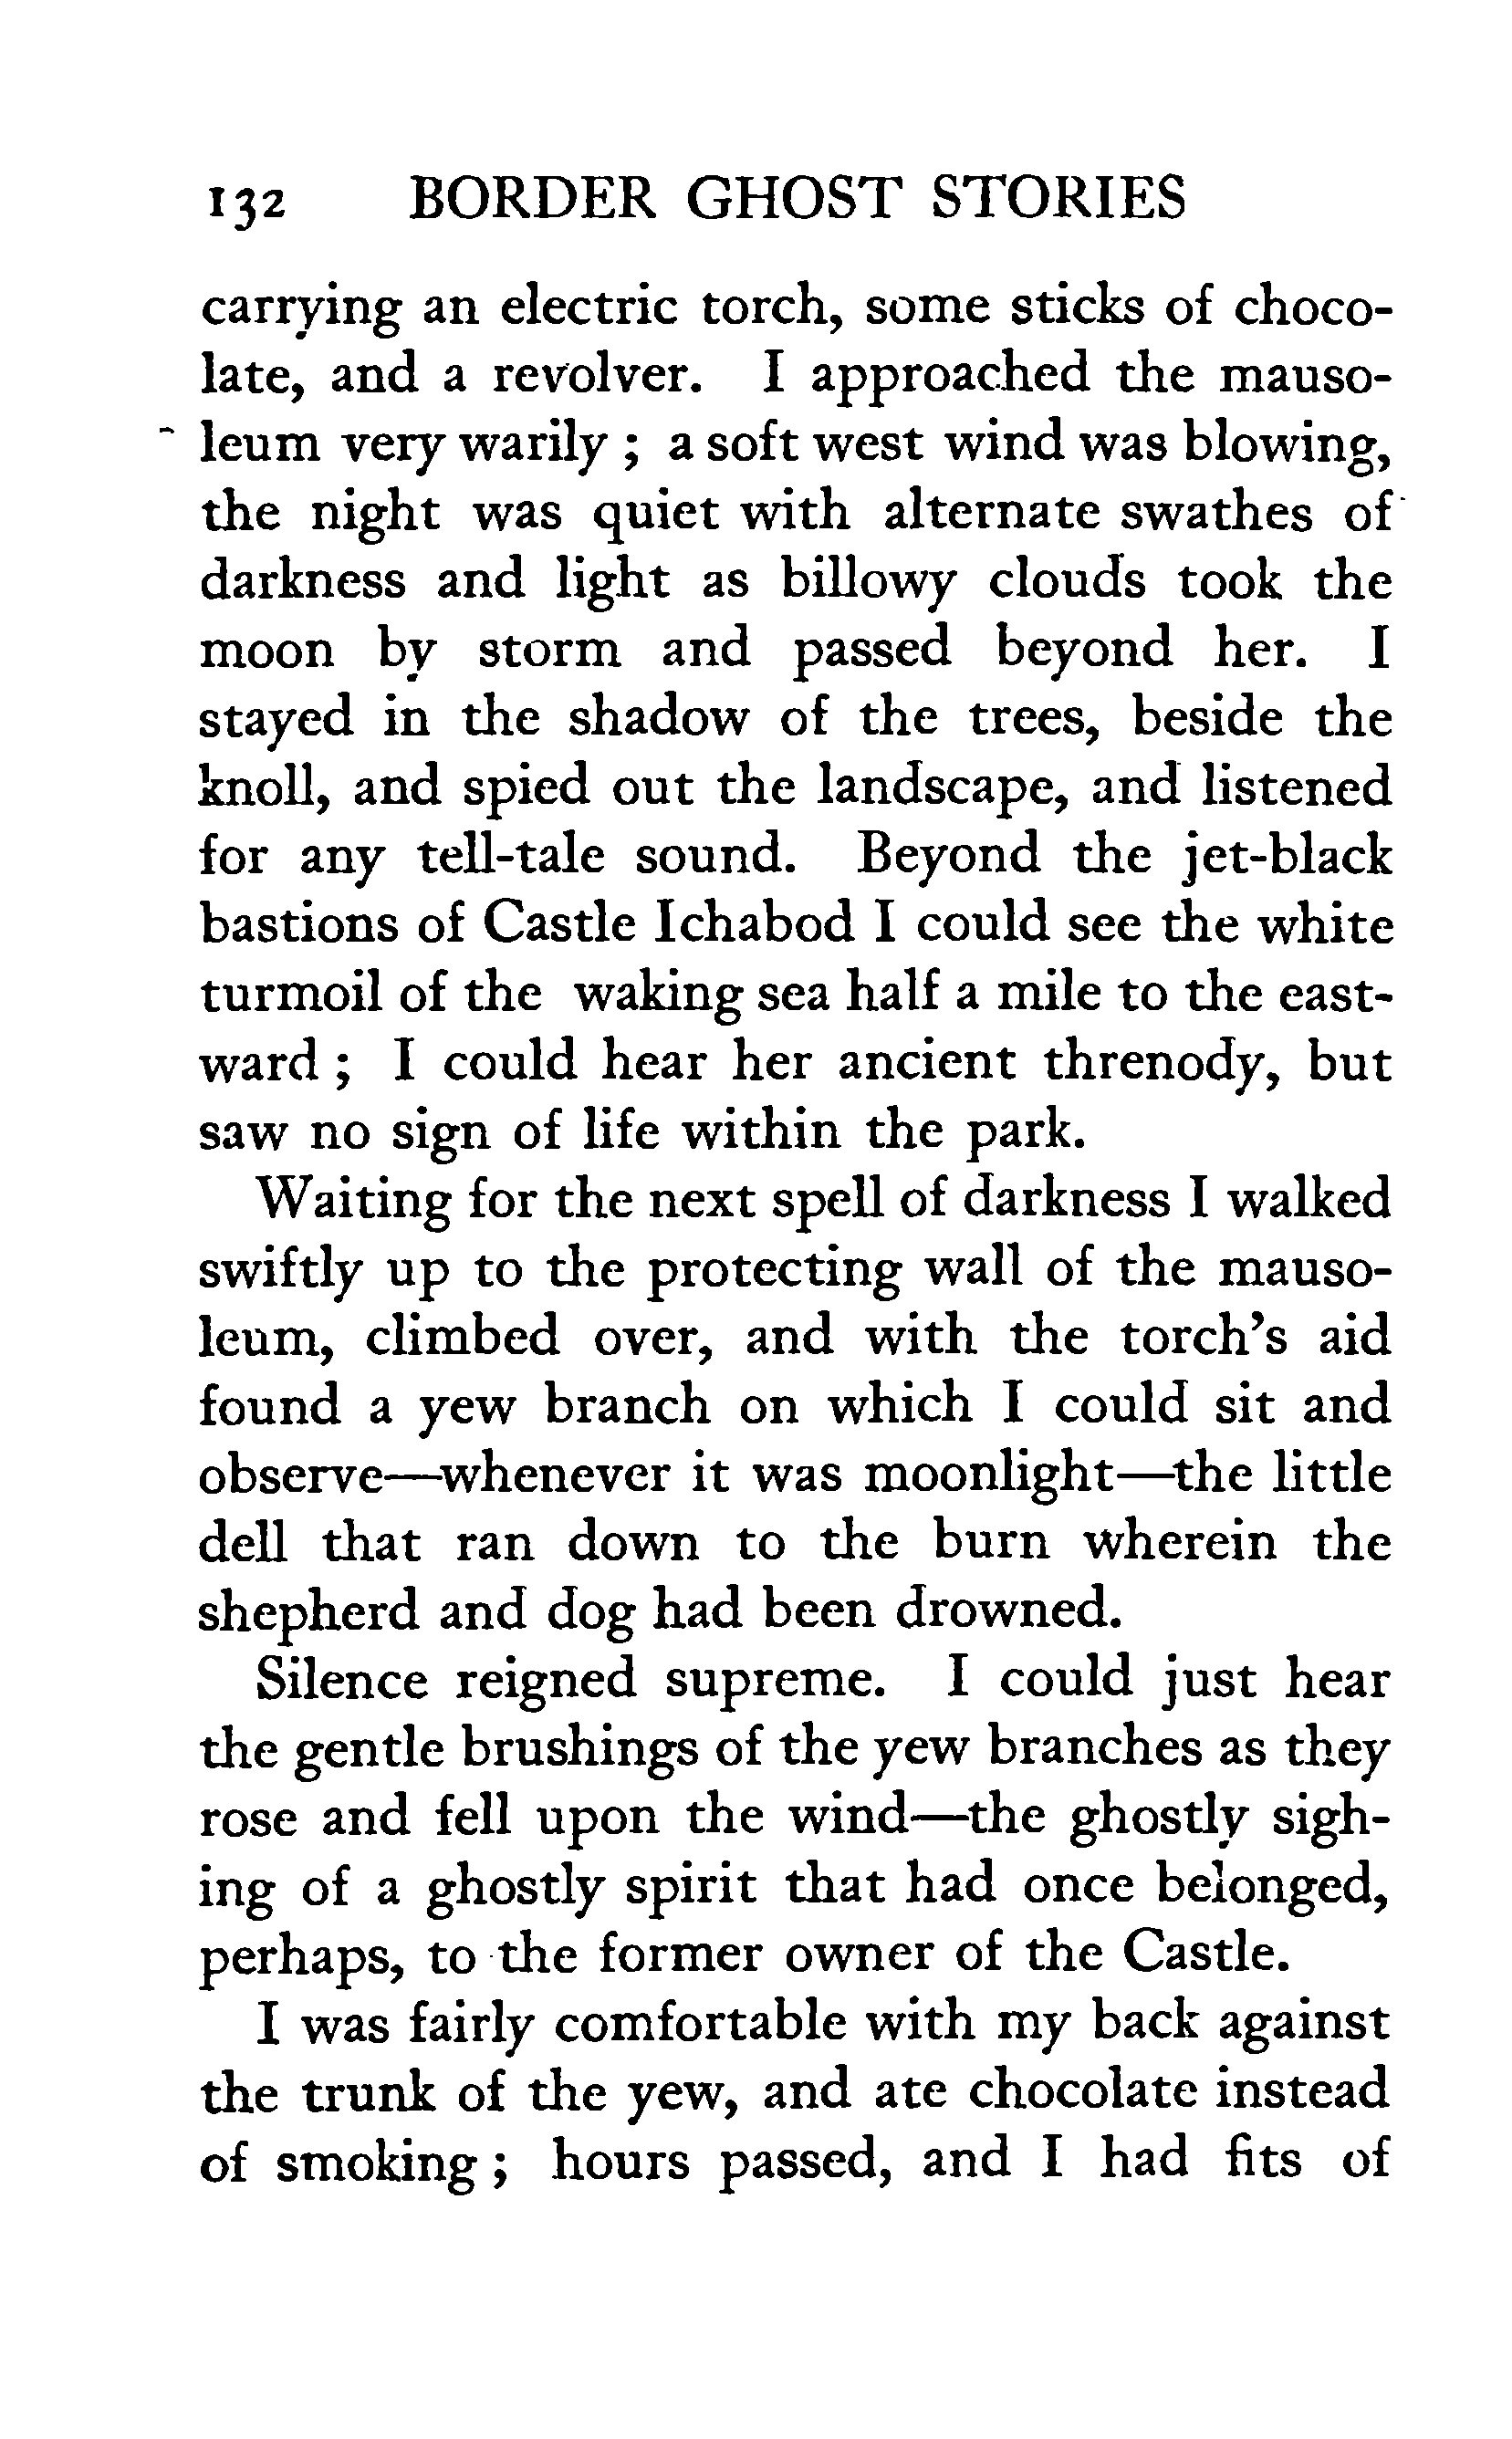 132 BORDER GHOST STORIES
carrying an electric torch, some sticks of choco-
late, and a revolver. I approached the mauso-
leum very warily ; a soft west wind was blowing,
the night was quiet with alternate swathes of
darkness and light as billowy clouds took the
moon by storm and passed beyond her. I
stayed in the shadow of the trees, beside the
knoll, and spied out the landscape, and listened
for any tell-tale sound. Beyond the jet-black
bastions of Castle Ichabod I could see the white
turmoil of the waking sea half a mile to the east-
ward ; I could hear her ancient threnody, but
saw no sign of life within the park.
Waiting for the next spell of darkness I walked
swiftly up to the protecting wall of the mauso-
leum, climbed over, and with the torch's aid
found a yew branch on which I could sit and
observe—whenever it was moonlight—the little
dell that ran down to the burn wherein the
shepherd and dog had been drowned.
Silence reigned supreme. I could just hear
the gentle brushings of the yew branches as they
rose and fell upon the wind—the ghostly sigh-
ing of a ghostly spirit that had once belonged,
perhaps, to the former owner of the Castle.
I was fairly comfortable with my back against
the trunk of the yew, and ate chocolate instead
of smoking ; hours passed, and I had fits of